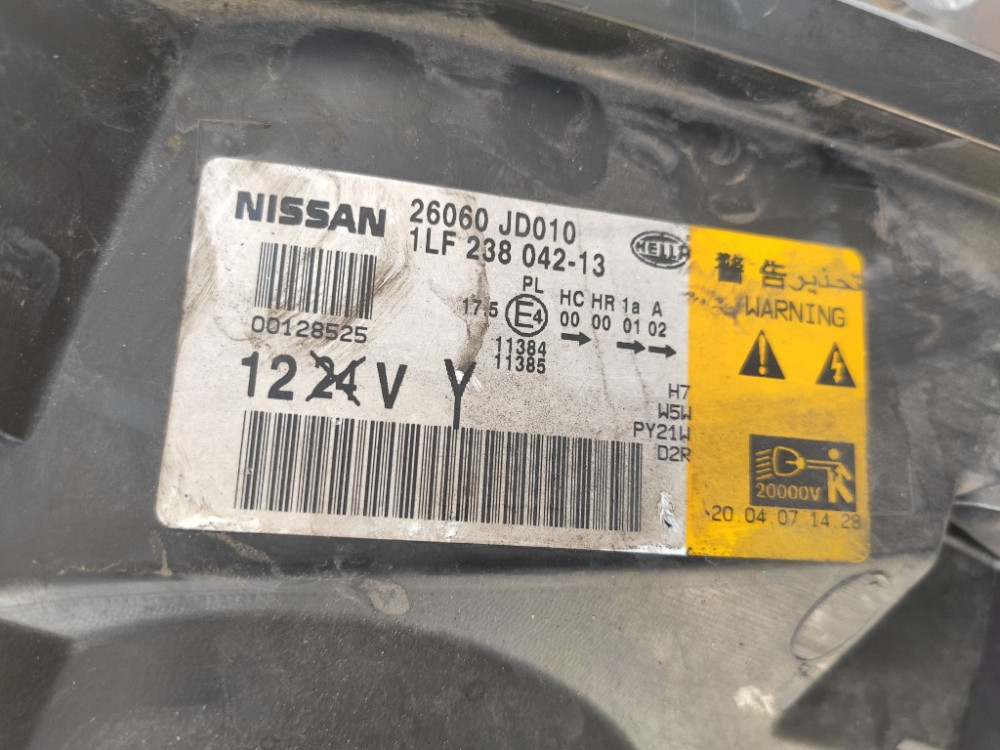 NISSAN 26060 JD010
1LF 238 042-13
HELLA
00128525
PL
17.5 E4 HC HR 1a A
00 00 01 02
11384
11385
12 24 V Y
H7
W5W
PY21W
D2R
警告 تحذير
WARNING
20000V
20.04.07 14.28